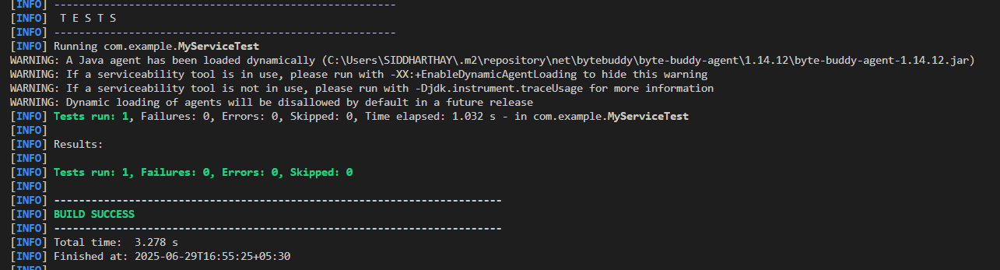 [INFO] -------------------------------------------------------
[INFO]  T E S T S
[INFO] -------------------------------------------------------
[INFO] Running com.example.MyServiceTest
WARNING: A Java agent has been loaded dynamically (C:\Users\SIDDHARTHAY\.m2\repository\net\bytebuddy\byte-buddy-agent\1.14.12\byte-buddy-agent-1.14.12.jar)
WARNING: If a serviceability tool is in use, please run with -XX:+EnableDynamicAgentLoading to hide this warning
WARNING: If a serviceability tool is not in use, please run with -Djdk.instrument.traceUsage for more information
WARNING: Dynamic loading of agents will be disallowed by default in a future release
[INFO] Tests run: 1, Failures: 0, Errors: 0, Skipped: 0, Time elapsed: 1.032 s - in com.example.MyServiceTest
[INFO]
[INFO] Results:
[INFO]
[INFO] Tests run: 1, Failures: 0, Errors: 0, Skipped: 0
[INFO]
[INFO] ------------------------------------------------------------------------
[INFO] BUILD SUCCESS
[INFO] ------------------------------------------------------------------------
[INFO] Total time:  3.278 s
[INFO] Finished at: 2025-06-29T16:55:25+05:30
[INFO]